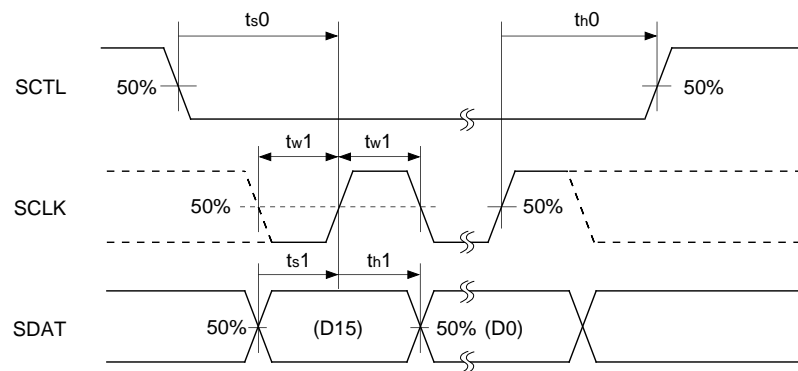 ts0
th0
SCTL
50%
50%
tw1
tw1
SCLK
50%
50%
ts1
th1
SDAT
50%
(D15)
50% (D0)